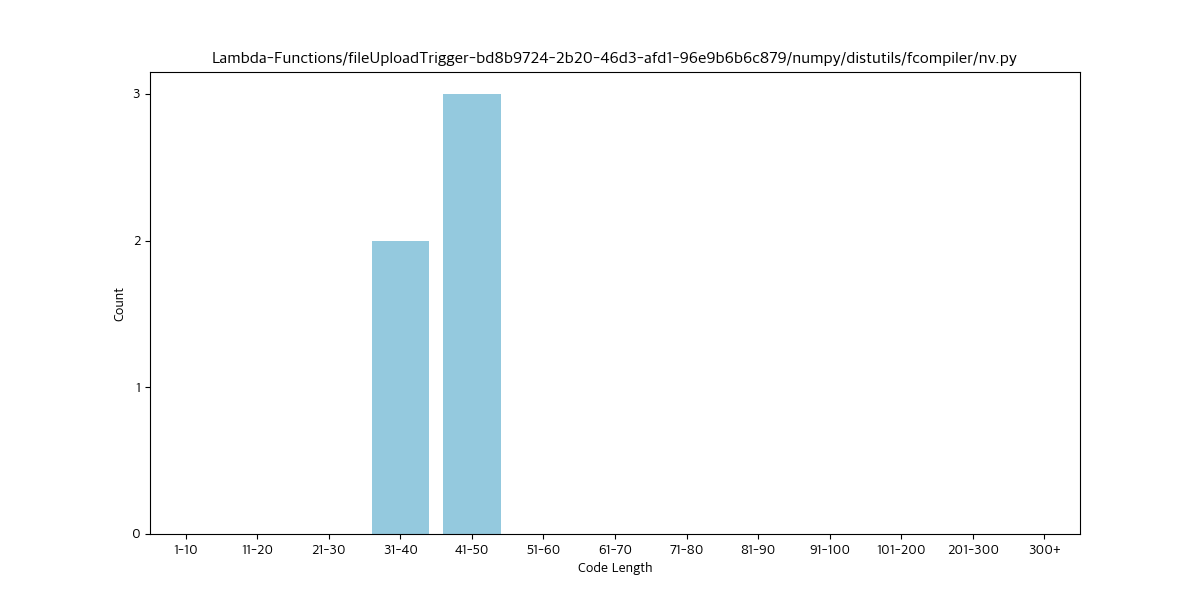 Lambda-Functions/fileUploadTrigger-bd8b9724-2b20-46d3-afd1-96e9b6b6c879/numpy/distutils/fcompiler/nv.py
3
2
1
0
Count
1-10 11-20 21-30 31-40 41-50 51-60 61-70 71-80 81-90 91-100 101-200 201-300 300+
Code Length